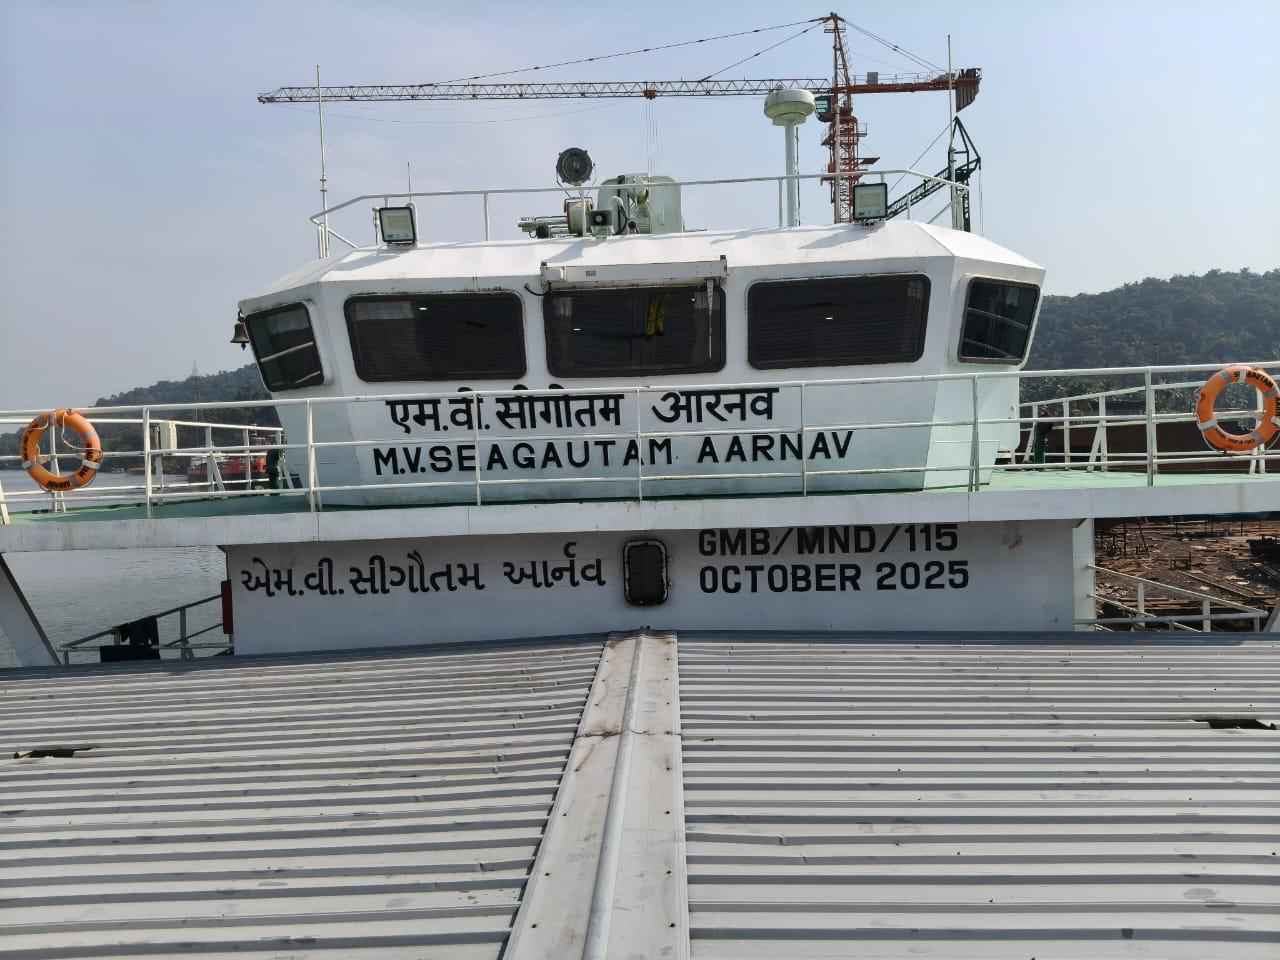 एम.वी.सीगौतम आरनव
M.V.SEAGAUTAM AARNAV
એમ.વી.સીગૌતમ આર્નવ
GMB/MND/115
OCTOBER 2025